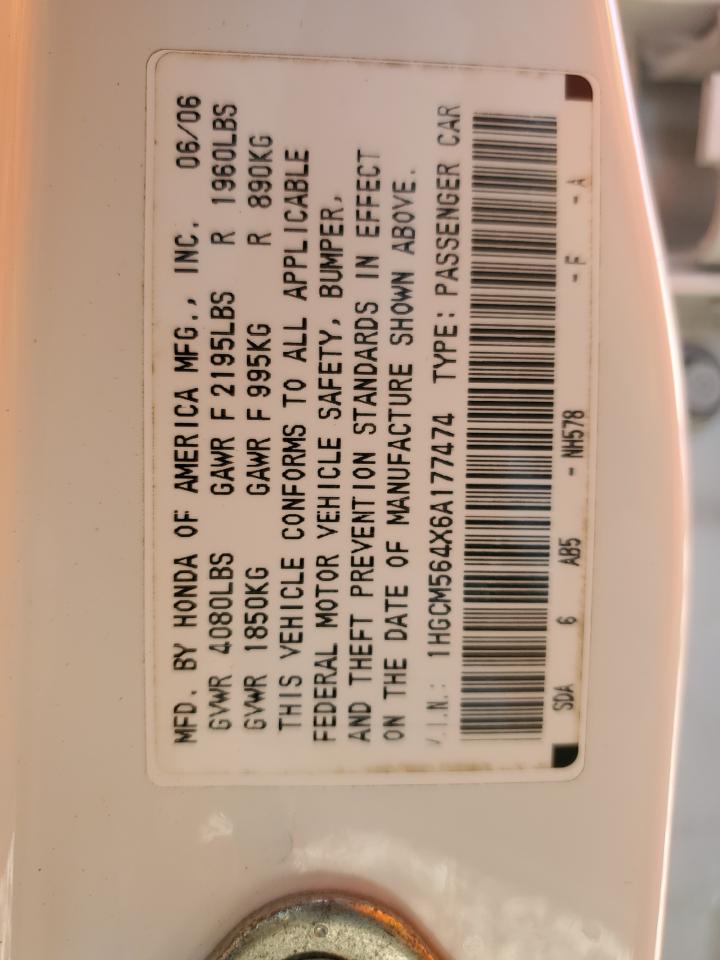 MFD. BY HONDA OF AMERICA MFG., INC. 06/06
GVWR 4080LBS GAWR F 2195LBS R 1960LBS
GVWR 1850KG GAWR F 995KG R 890KG
THIS VEHICLE CONFORMS TO ALL APPLICABLE
FEDERAL MOTOR VEHICLE SAFETY, BUMPER,
AND THEFT PREVENTION STANDARDS IN EFFECT
ON THE DATE OF MANUFACTURE SHOWN ABOVE.
V.I.N.: 1HGCM564X6A177474 TYPE: PASSENGER CAR
SDA 6 AB5 - NH578 - F - A